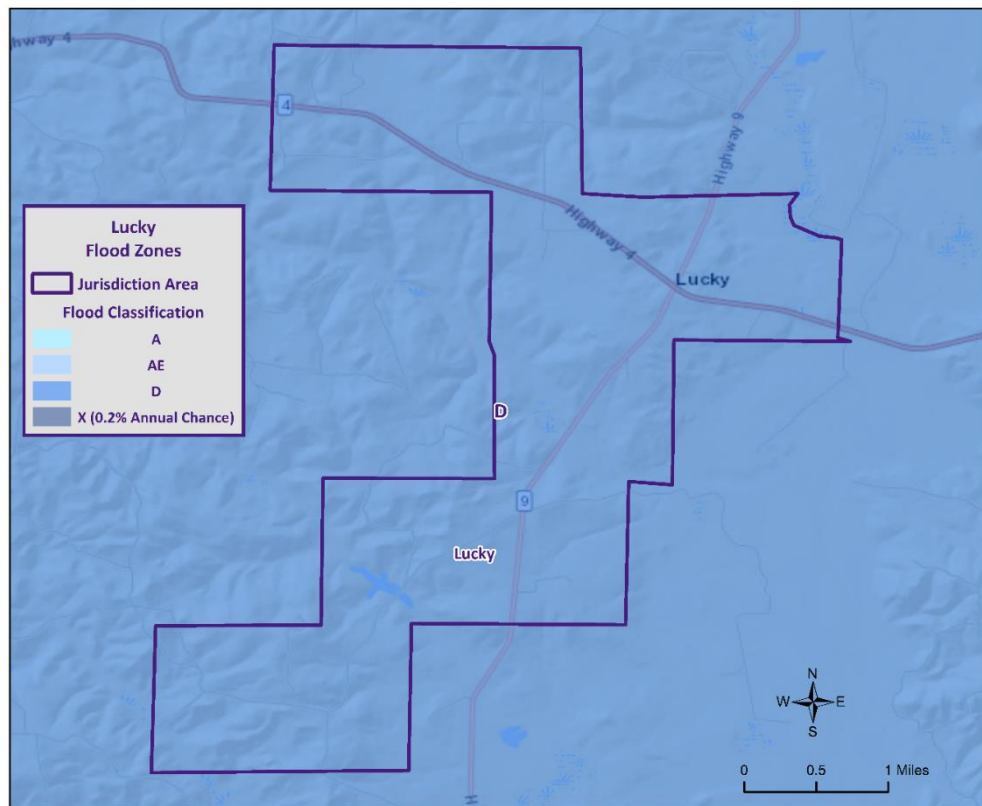 hway 4
4
Highway 9
Highway 4
Lucky
Lucky
Flood Zones
Jurisdiction Area
Flood Classification
A
AE
D
X (0.2% Annual Chance)
D
9
Lucky
N
W E
S
0 0.5 1 Miles